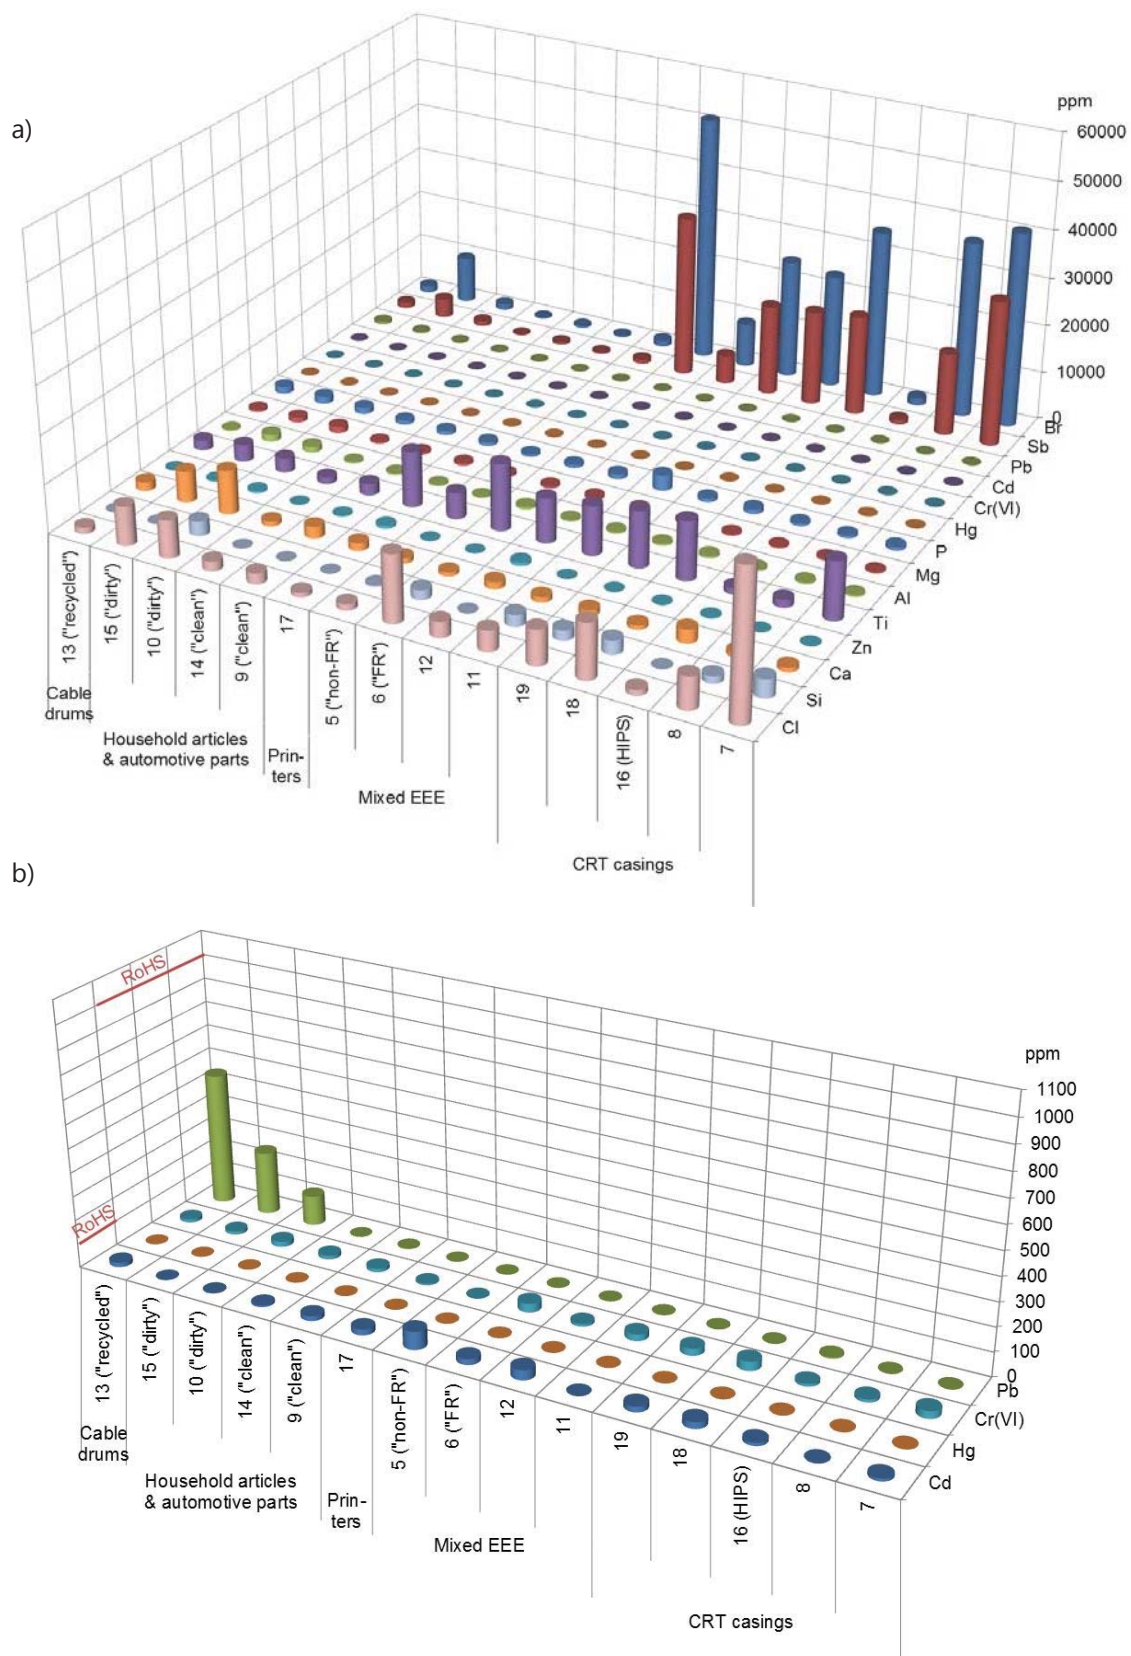 a)
ppm
60000
50000
40000
30000
20000
10000
0
Br
Sb
Pb
Cd
Cr(VI)
Hg
P
Mg
Al
Ti
Zn
Ca
Si
Cl
13 ("recycled")
15 ("dirty")
10 ("dirty")
14 ("clean")
9 ("clean")
17
5 ("non-FR")
6 ("FR")
12
11
19
18
16 (HIPS)
8
7
Cable
drums
Household articles
& automotive parts
Prin-
ters
Mixed EEE
CRT casings
b)
RoHS
RoHS
ppm
1100
1000
900
800
700
600
500
400
300
200
100
0
Pb
Cr(VI)
Hg
Cd
13 ("recycled")
15 ("dirty")
10 ("dirty")
14 ("clean")
9 ("clean")
17
5 ("non-FR")
6 ("FR")
12
11
19
18
16 (HIPS)
8
7
Cable
drums
Household articles
& automotive parts
Prin-
ters
Mixed EEE
CRT casings